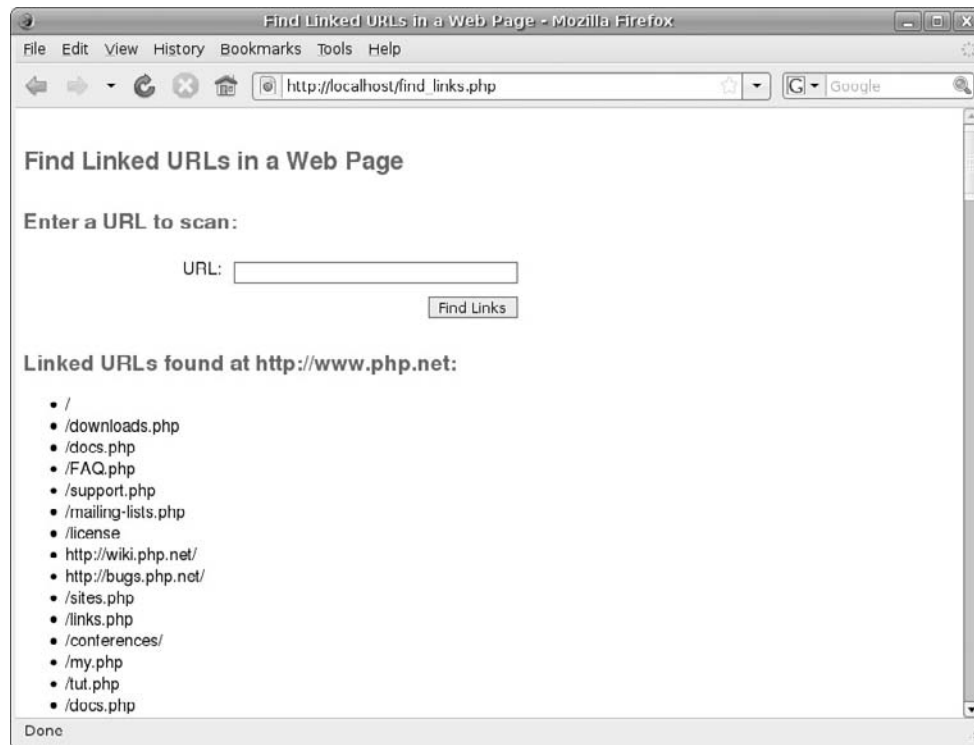 Find Linked URLs in a Web Page - Mozilla Firefox
File Edit View History Bookmarks Tools Help
http://localhost/find_links.php G Google
Find Linked URLs in a Web Page
Enter a URL to scan:
URL:
Find Links
Linked URLs found at http://www.php.net:
• /
• /downloads.php
• /docs.php
• /FAQ.php
• /support.php
• /mailing-lists.php
• /license
• http://wiki.php.net/
• http://bugs.php.net/
• /sites.php
• /links.php
• /conferences/
• /my.php
• /tut.php
• /docs.php
Done